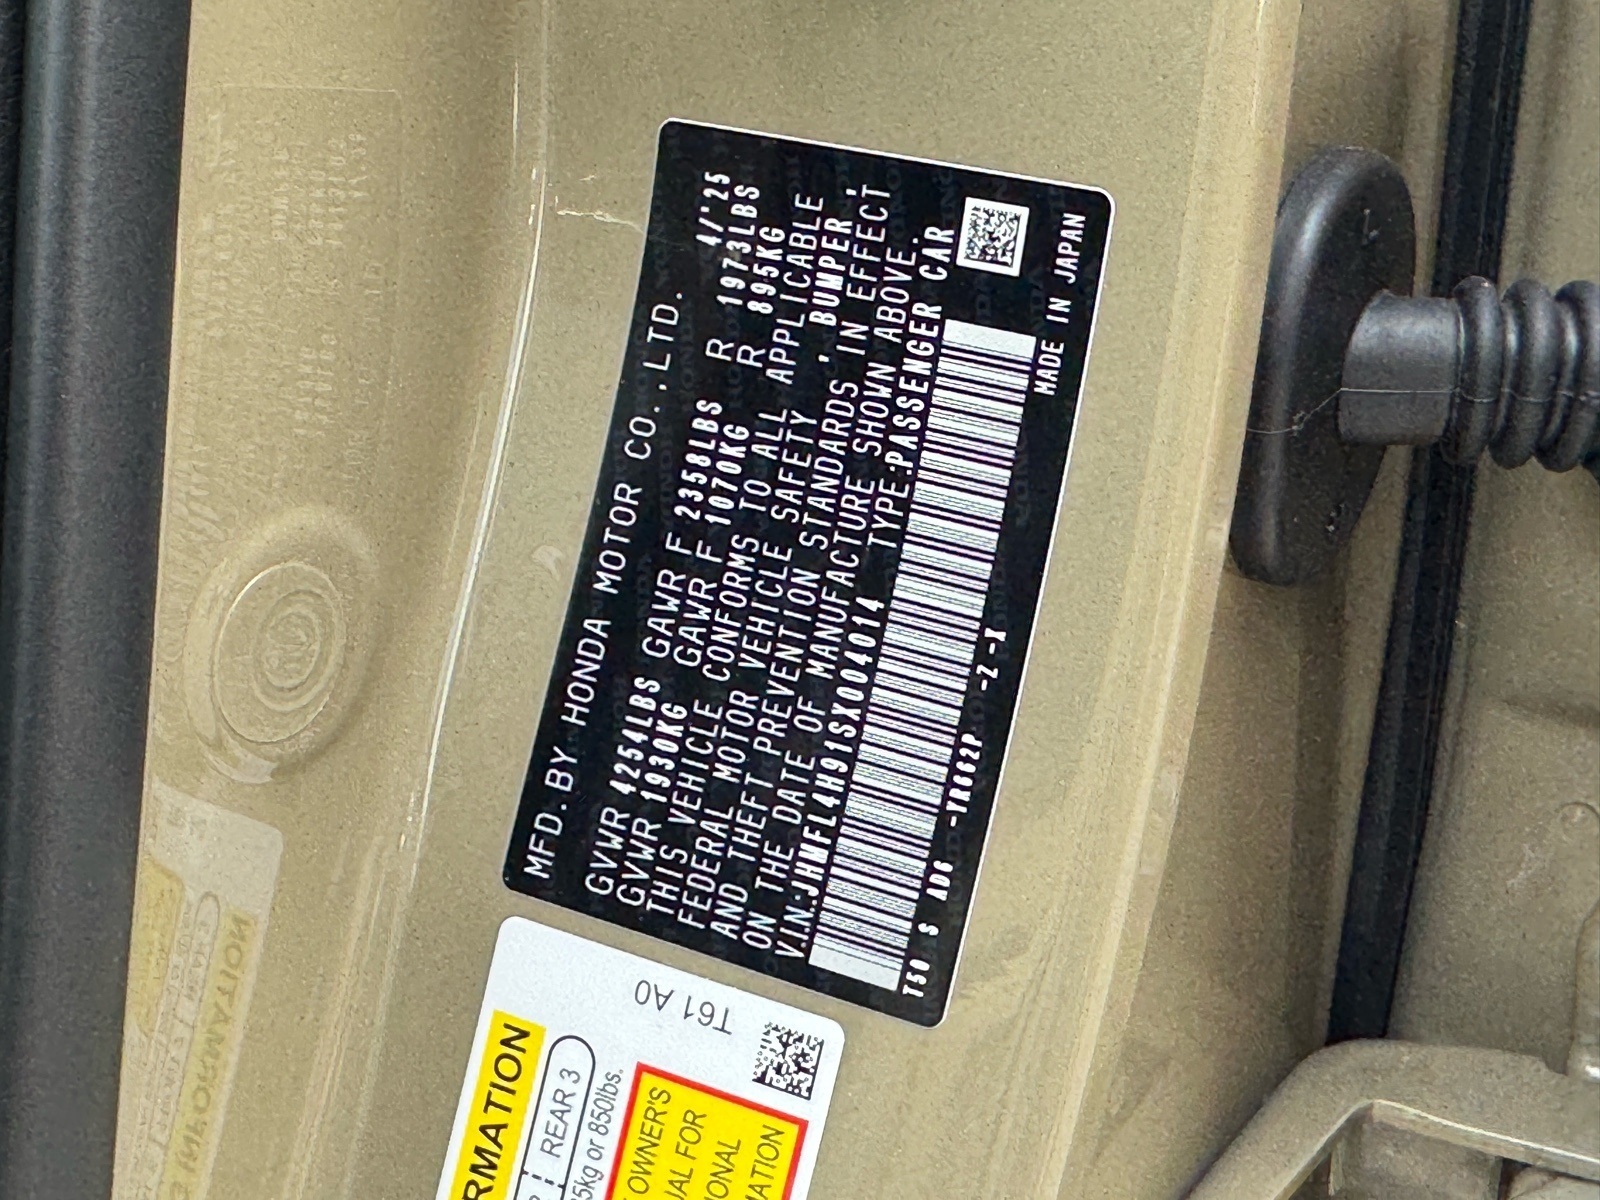 MFD.BY HONDA MOTOR CO.,LTD. 4/'25
GVWR 4254LBS GAWR F 2358LBS R 1973LBS
GVWR 1930KG GAWR F 1070KG R 895KG
THIS VEHICLE CONFORMS TO ALL APPLICABLE
FEDERAL MOTOR VEHICLE SAFETY ,"BUMPER",
AND THEFT PREVENTION STANDARDS IN EFFECT
ON THE DATE OF MANUFACTURE SHOWN ABOVE.
V.I.N.:JHMFL4H91SX004014 TYPE:PASSENGER CAR
T50 S AD6 -YR662P -Z -X
MADE IN JAPAN
T61 A0
RMATION
REAR 3
5kg or 850lbs.
OWNER'S
UAL FOR
IONAL
MATION